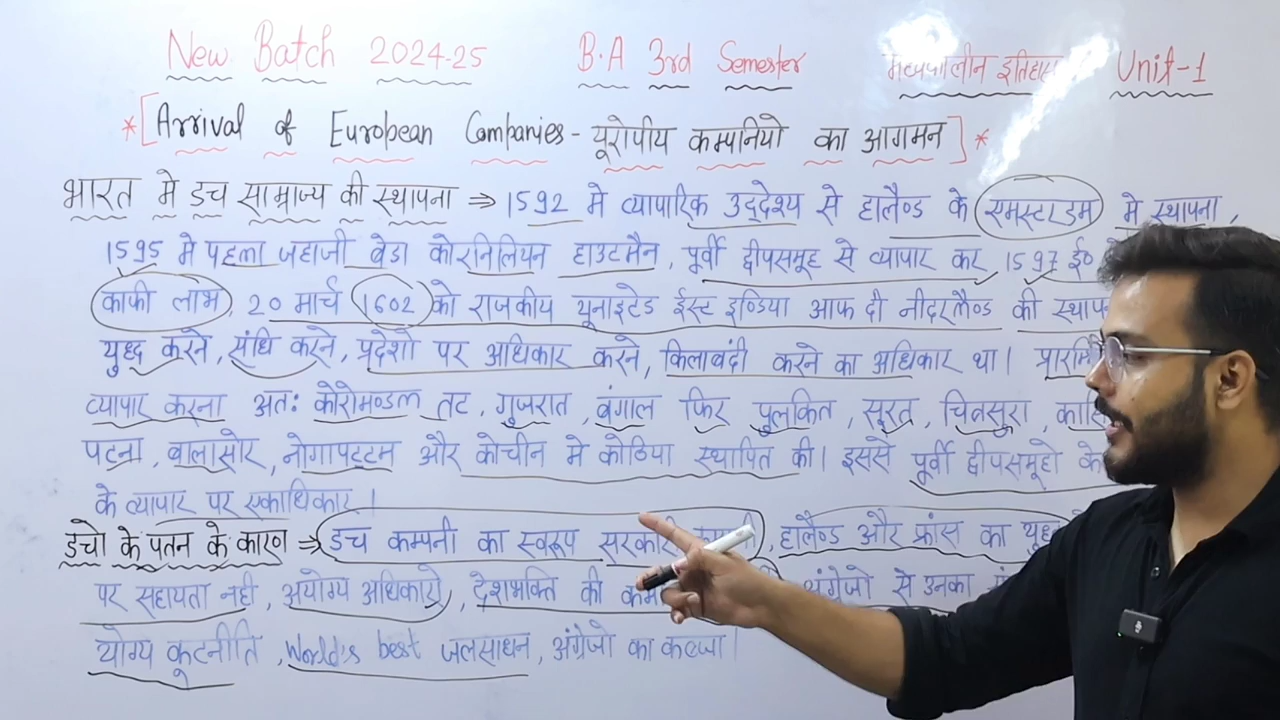 New Batch 2024-25 B.A 3rd Semester मध्यकालीन इतिहास Unit-1
*[Arrival of European Companies - यूरोपीय कम्पनियो का आगमन]*
भारत मे डच साम्राज्य की स्थापना ⇒ 1592 मे व्यापारिक उद्देश्य से हालैण्ड के एमस्टरडम मे स्थापना,
1595 मे पहला जहाजी बेडा कोरनिलियन हाउटमैन, पूर्वी द्वीपसमूह से व्यापार कर, 1597 ई०
काफी लाभ, 20 मार्च 1602 को राजकीय यूनाइटेड ईस्ट इण्डिया आफ दी नीदरलैण्ड की
युध्द करने, संधि करने, प्रदेशो पर अधिकार करने, किलाबंदी करने का अधिकार था।
व्यापार करना अतः कोरोमण्डल तट, गुजरात, बंगाल फिर पुलकित, सूरत, चिनसुरा,
पटना, बालासोर, नोगापट्टम और कोचीन मे कोठिया स्थापित की। इससे पूर्वी द्वीपसमूहो के
के व्यापार पर एकाधिकार।
डचो के पतन के कारण ⇒ डच कम्पनी का स्वरूप सरकारी, हालैण्ड और फ्रांस का युध्द
पर सहायता नही, अयोग्य अधिकारी, देशभक्ति की अंग्रेजो से उनका
योग्य कूटनीति, World's best जलसाधन, अंग्रेजो का कब्जा।